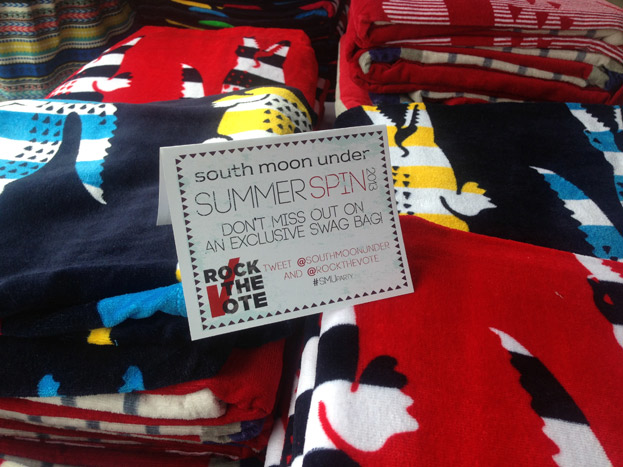 south moon under
SUMMER SPIN 2013
DON'T MISS OUT ON
AN EXCLUSIVE SWAG BAG!
ROCK
THE
VOTE
TWEET @SOUTHMOONUNDER
AND @ROCKTHEVOTE
#SMUPARTY